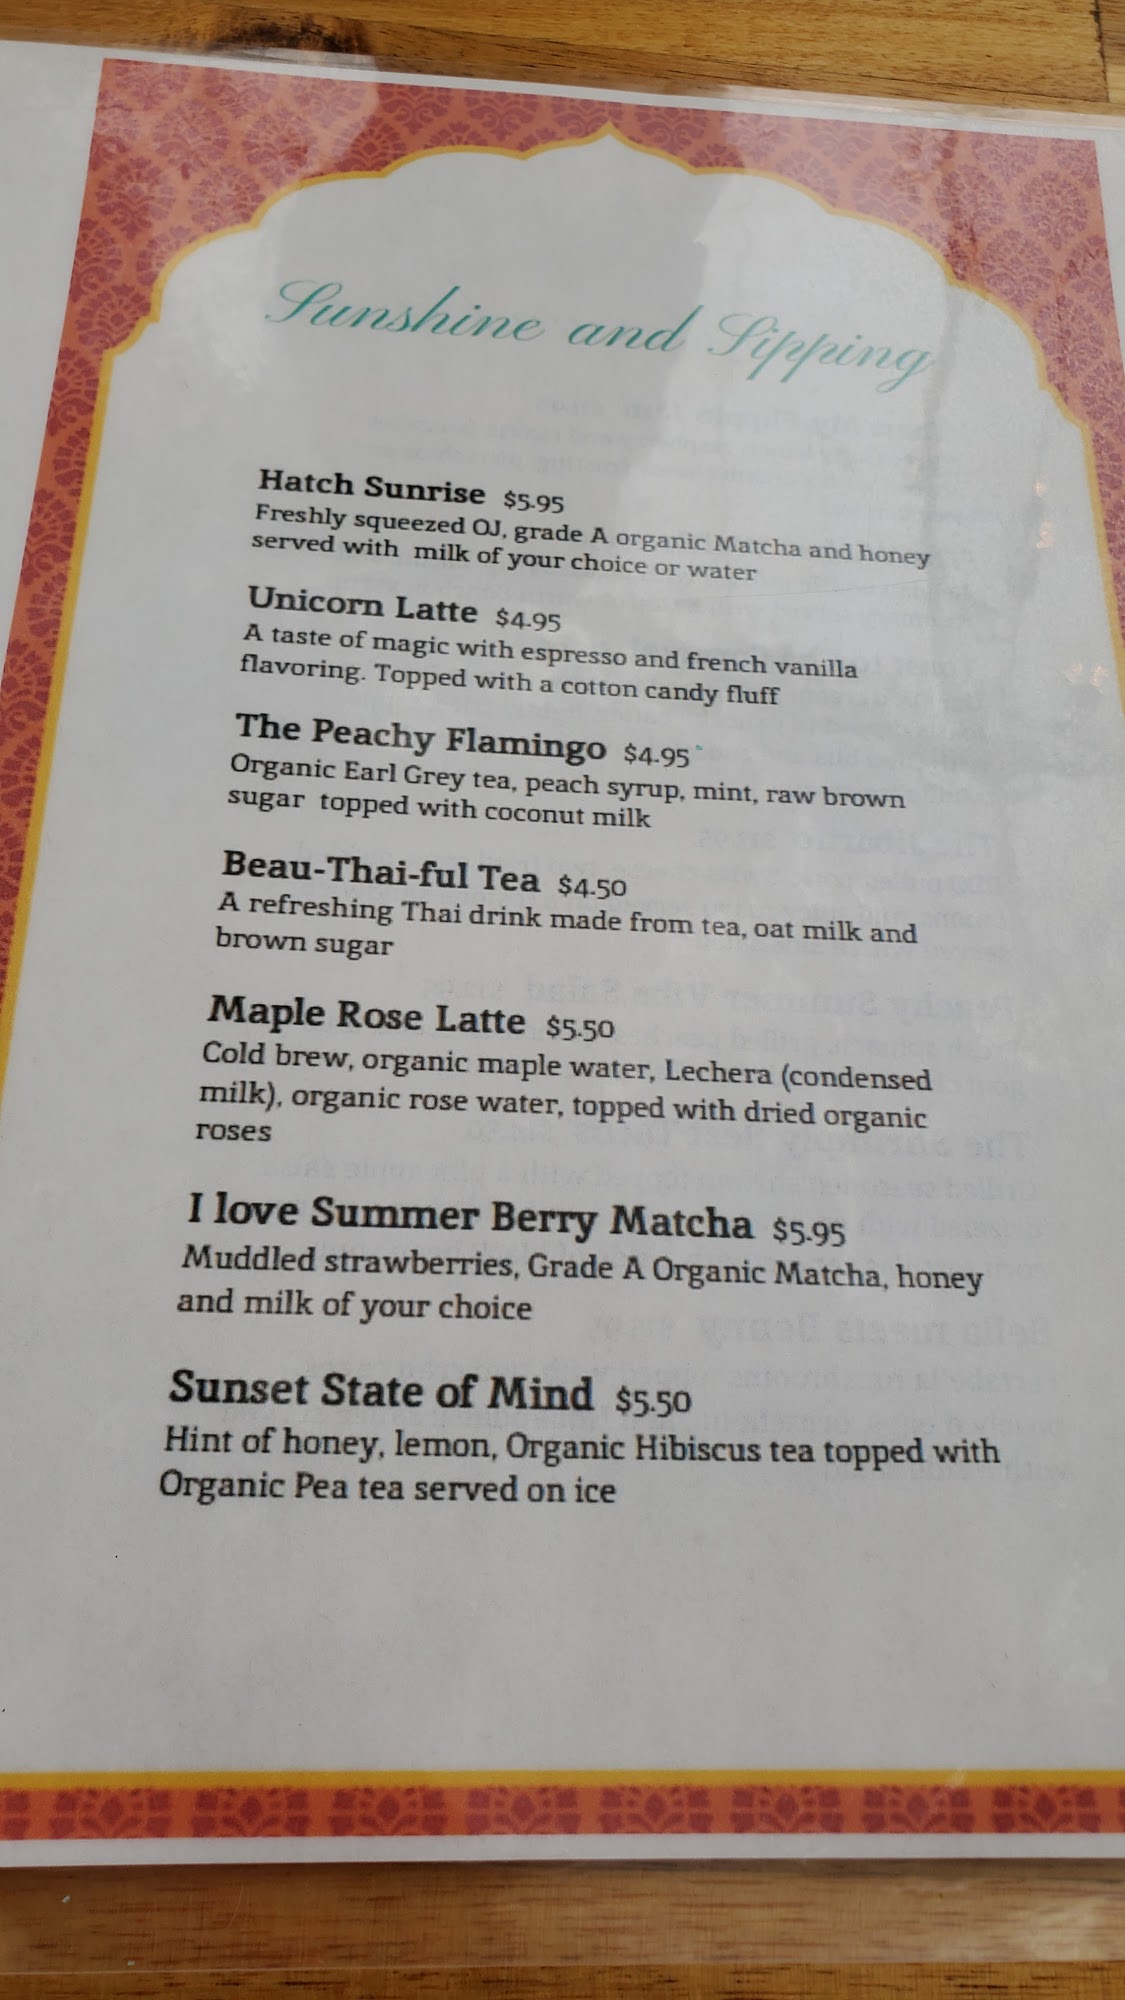 Sunshine and Sipping
Hatch Sunrise $5.95
Freshly squeezed OJ, grade A organic Matcha and honey
served with milk of your choice or water
Unicorn Latte $4.95
A taste of magic with espresso and french vanilla
flavoring. Topped with a cotton candy fluff
The Peachy Flamingo $4.95
Organic Earl Grey tea, peach syrup, mint, raw brown
sugar topped with coconut milk
Beau-Thai-ful Tea $4.50
A refreshing Thai drink made from tea, oat milk and
brown sugar
Maple Rose Latte $5.50
Cold brew, organic maple water, Lechera (condensed
milk), organic rose water, topped with dried organic
roses
I love Summer Berry Matcha $5.95
Muddled strawberries, Grade A Organic Matcha, honey
and milk of your choice
Sunset State of Mind $5.50
Hint of honey, lemon, Organic Hibiscus tea topped with
Organic Pea tea served on ice